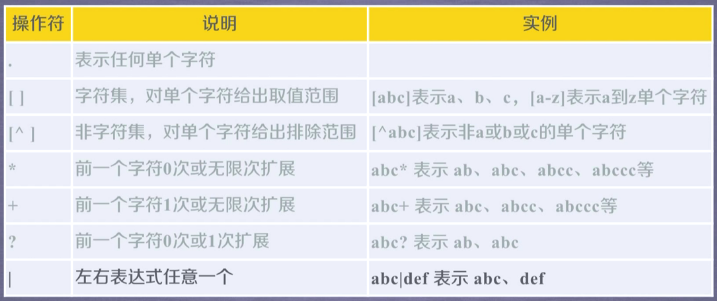 操作符 说明 实例
. 表示任何单个字符
[ ] 字符集，对单个字符给出取值范围 [abc]表示a、b、c，[a-z]表示a到z单个字符
[^ ] 非字符集，对单个字符给出排除范围 [^abc]表示非a或b或c的单个字符
* 前一个字符0次或无限次扩展 abc* 表示 ab、abc、abcc、abccc等
+ 前一个字符1次或无限次扩展 abc+ 表示 abc、abcc、abccc等
? 前一个字符0次或1次扩展 abc? 表示 ab、abc
| 左右表达式任意一个 abc|def 表示 abc、def